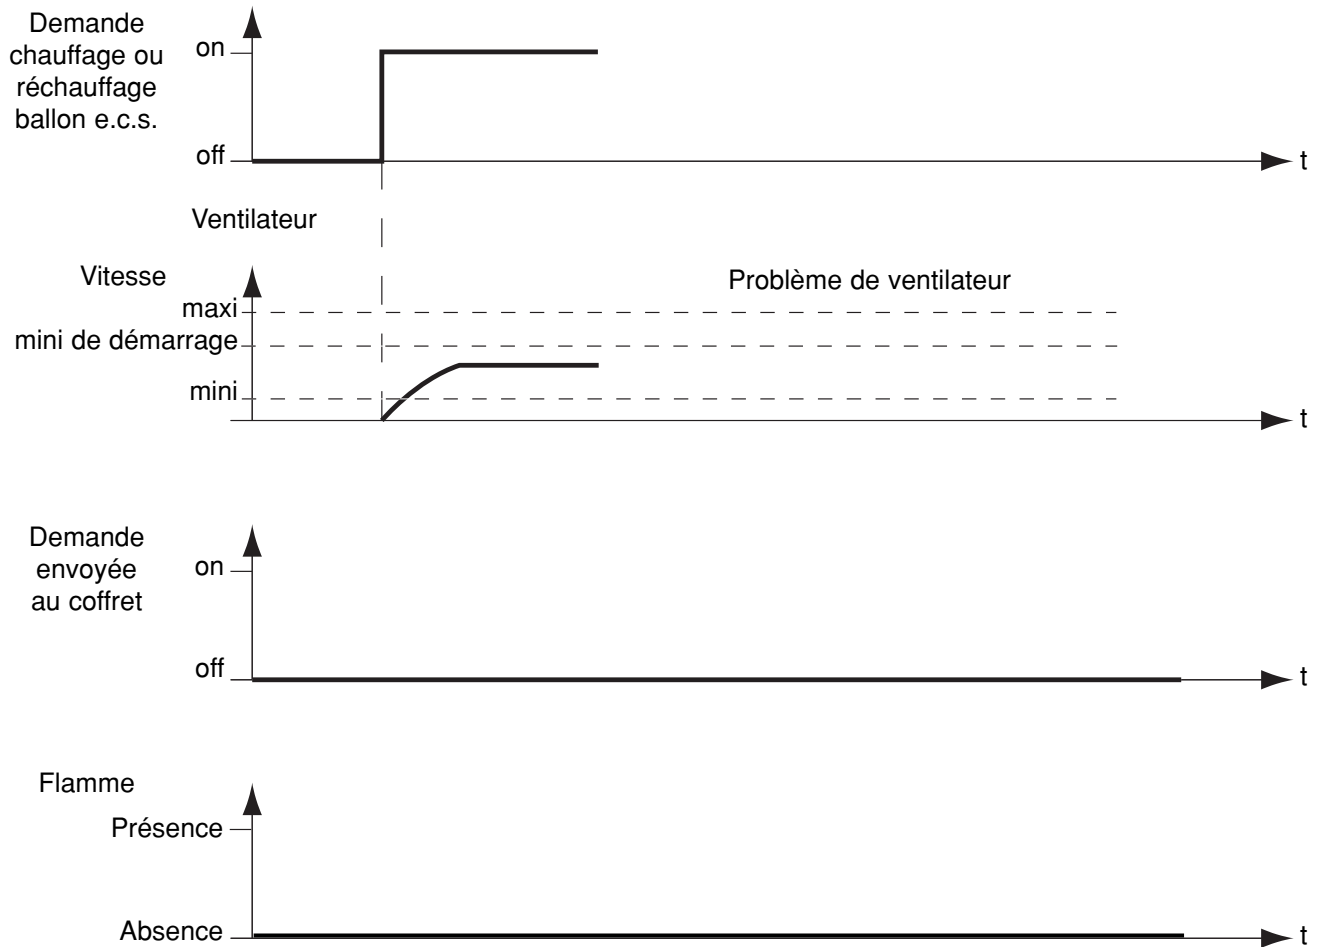 Demande
chauffage ou
réchauffage
ballon e.c.s.
on
off
t
Ventilateur
Vitesse
Problème de ventilateur
maxi
mini de démarrage
mini
t
Demande
envoyée
au coffret
on
off
t
Flamme
Présence
Absence
t